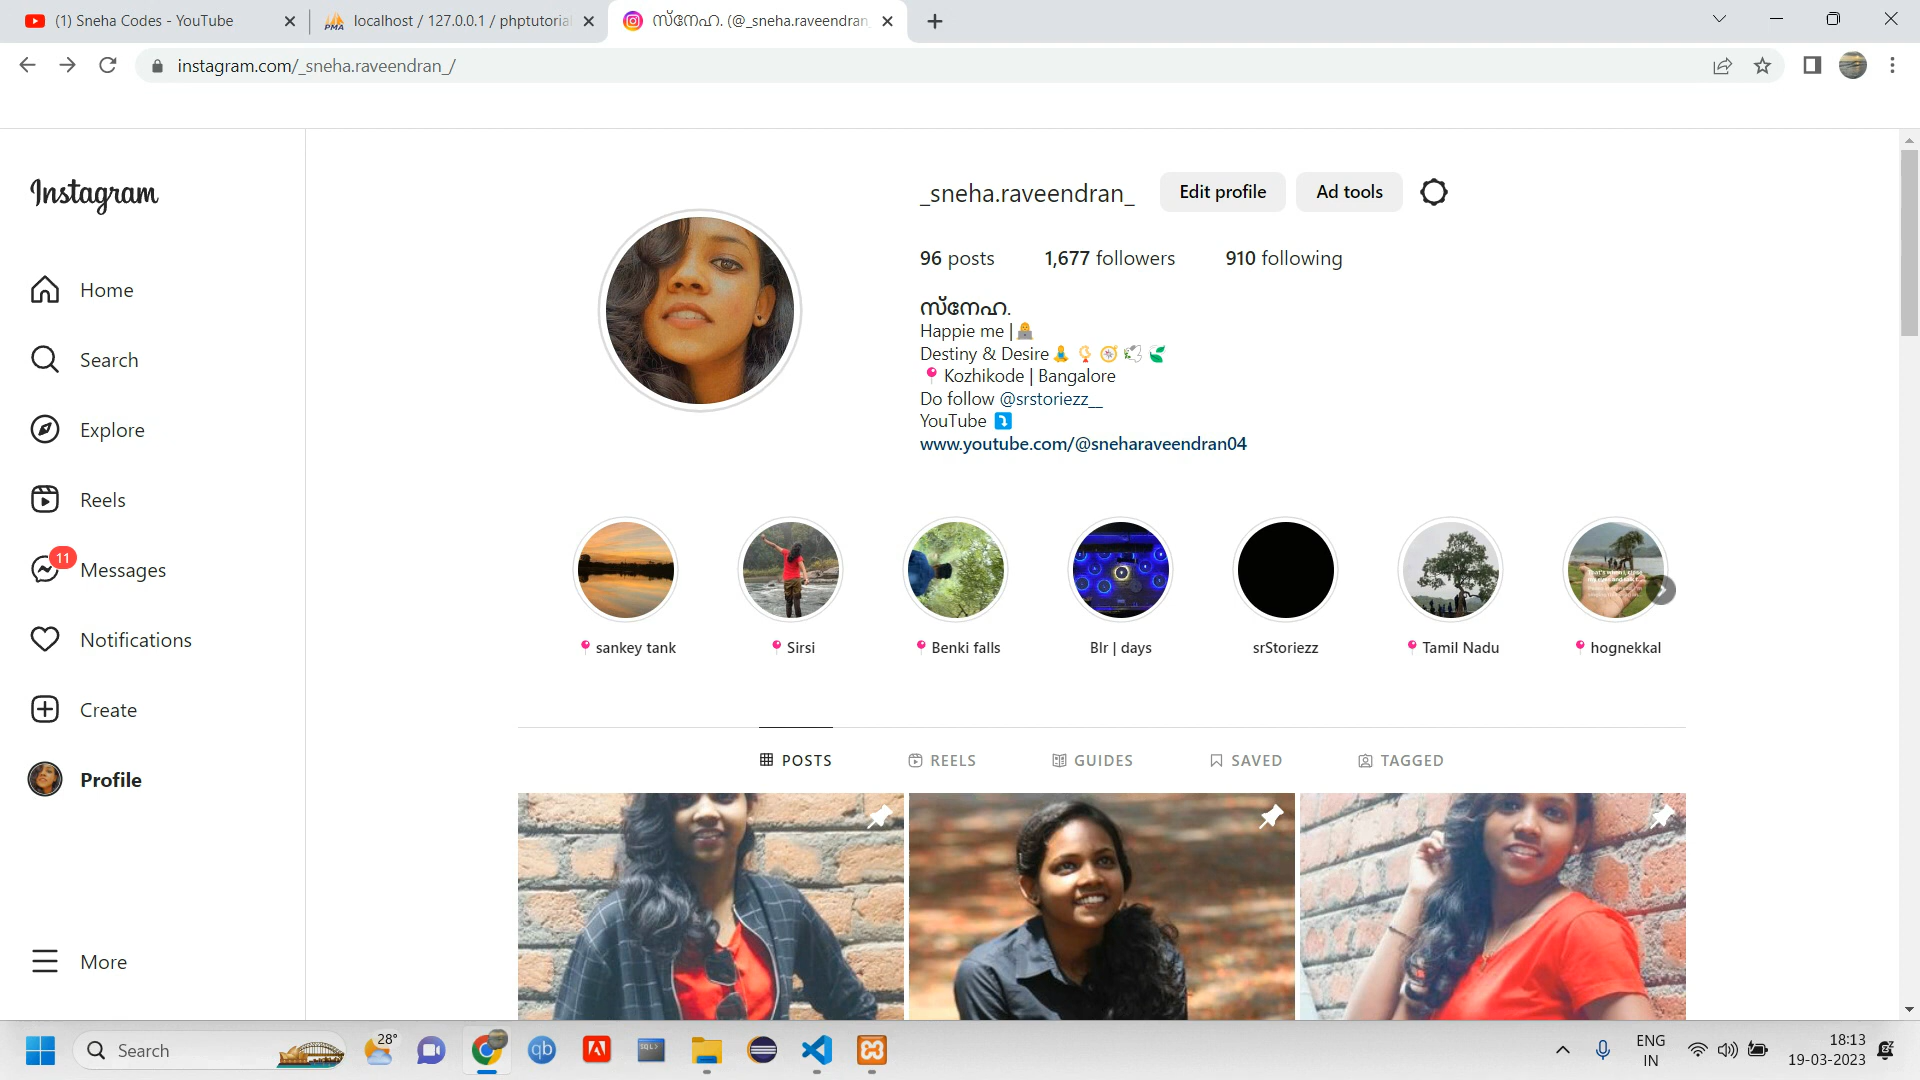 (1) Sneha Codes - YouTube
localhost / 127.0.0.1 / phptutorial
സ്നേഹ. (@_sneha.raveendran_
instagram.com/_sneha.raveendran_/
Instagram
Home
Search
Explore
Reels
11
Messages
Notifications
Create
Profile
More
_sneha.raveendran_
Edit profile
Ad tools
96 posts 1,677 followers 910 following
സ്നേഹ.
Happie me |
Destiny & Desire
Kozhikode | Bangalore
Do follow @srstoriezz__
YouTube
www.youtube.com/@sneharaveendran04
sankey tank
Sirsi
Benki falls
Blr | days
srStoriezz
Tamil Nadu
hognekkal
POSTS
REELS
GUIDES
SAVED
TAGGED
Search
28°
qb
SQL>
ENG
IN
18:13
19-03-2023